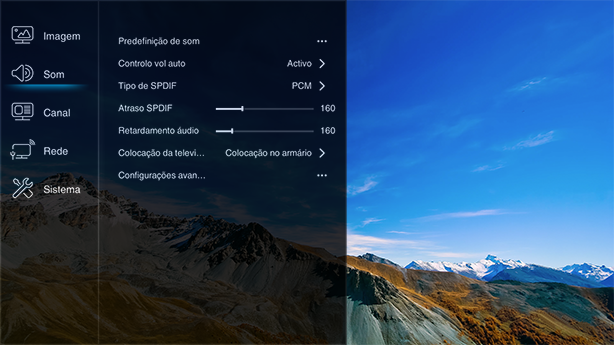 Imagem
Som
Canal
Rede
Sistema
Predefinição de som ...
Controlo vol auto Activo
Tipo de SPDIF PCM
Atraso SPDIF 160
Retardamento áudio 160
Colocação da televi... Colocação no armário
Configurações avan... ...